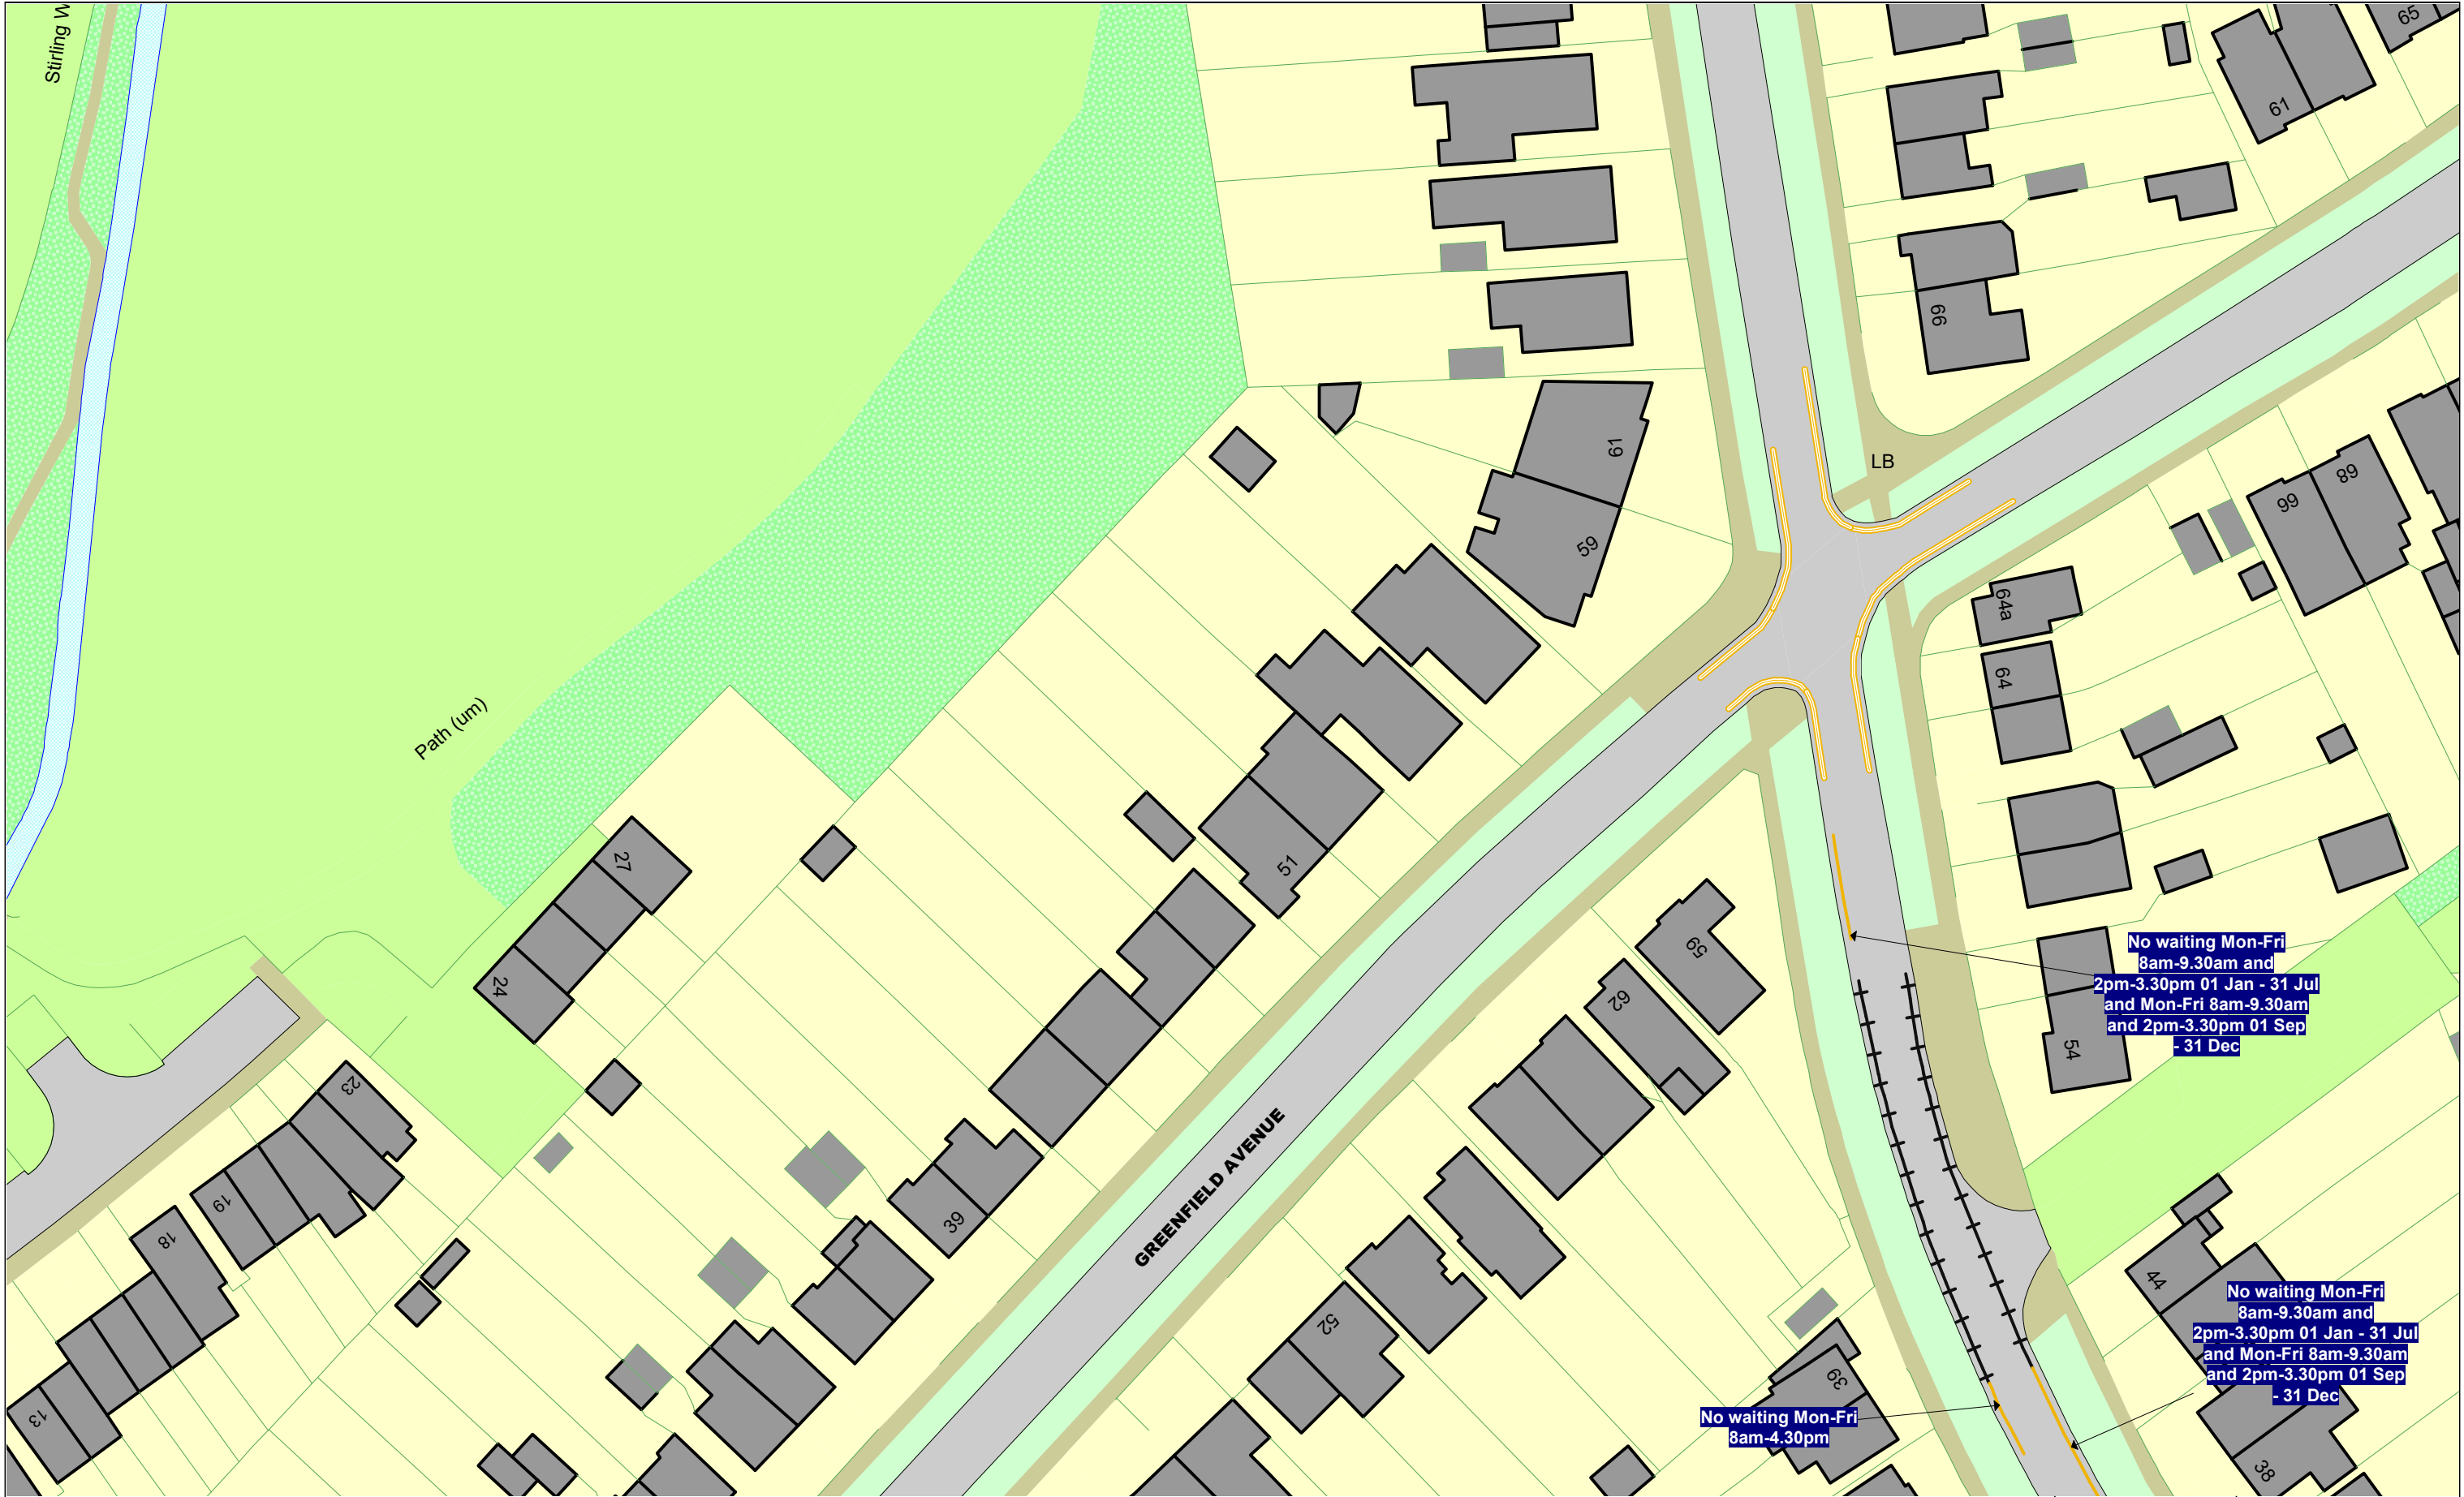 Stirling W
65
61
66
61
LB
59
99
89
64a
64
Path (um)
27
51
24
59
62
No waiting Mon-Fri
8am-9.30am and
2pm-3.30pm 01 Jan - 31 Jul
and Mon-Fri 8am-9.30am
and 2pm-3.30pm 01 Sep
- 31 Dec
54
23
19
18
39
GREENFIELD AVENUE
44
52
No waiting Mon-Fri
8am-9.30am and
2pm-3.30pm 01 Jan - 31 Jul
and Mon-Fri 8am-9.30am
and 2pm-3.30pm 01 Sep
- 31 Dec
39
13
No waiting Mon-Fri
8am-4.30pm
38